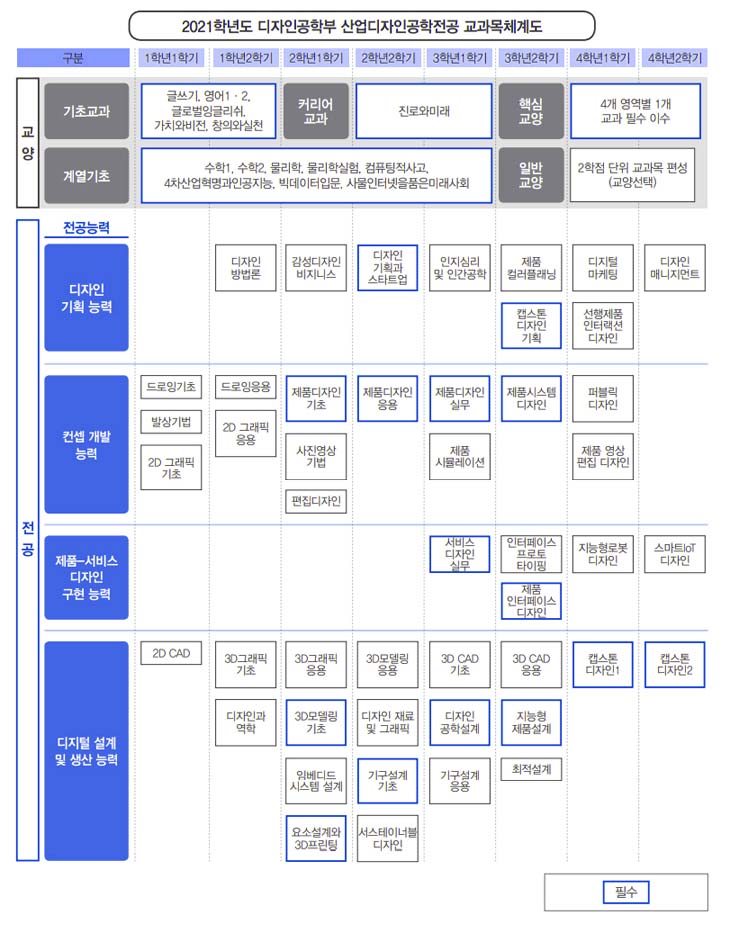 2021학년도 디자인공학부 산업디자인공학전공 교과목체계도
구분
1학년1학기
1학년2학기
2학년1학기
2학년2학기
3학년1학기
3학년2학기
4학년1학기
4학년2학기
교
양
기초교과
글쓰기, 영어1 · 2,
글로벌잉글리쉬,
가치와비전, 창의와실천
커리어
교과
진로와미래
핵심
교양
4개 영역별 1개
교과 필수 이수
계열기초
수학1, 수학2, 물리학, 물리학실험, 컴퓨팅적사고,
4차산업혁명과인공지능, 빅데이터입문, 사물인터넷을품은미래사회
일반
교양
2학점 단위 교과목 편성
(교양선택)
전
공
전공능력
디자인
기획 능력
디자인
방법론
감성디자인
비지니스
디자인
기획과
스타트업
인지심리
및 인간공학
제품
컬러플래닝
디지털
마케팅
디자인
매니지먼트
캡스톤
디자인
기획
선행제품
인터랙션
디자인
컨셉 개발
능력
드로잉기초
드로잉응용
제품디자인
기초
제품디자인
응용
제품디자인
실무
제품시스템
디자인
퍼블릭
디자인
발상기법
2D 그래픽
응용
2D 그래픽
기초
사진영상
기법
제품
시뮬레이션
제품 영상
편집 디자인
편집디자인
제품–서비스
디자인
구현 능력
서비스
디자인
실무
인터페이스
프로토
타이핑
지능형로봇
디자인
스마트IoT
디자인
제품
인터페이스
디자인
디지털 설계
및 생산 능력
2D CAD
3D그래픽
기초
3D그래픽
응용
3D모델링
응용
3D CAD
기초
3D CAD
응용
캡스톤
디자인1
캡스톤
디자인2
디자인과
역학
3D모델링
기초
디자인 재료
및 그래픽
디자인
공학설계
지능형
제품설계
임베디드
시스템 설계
기구설계
기초
기구설계
응용
최적설계
요소설계와
3D프린팅
서스테이너블
디자인
필수